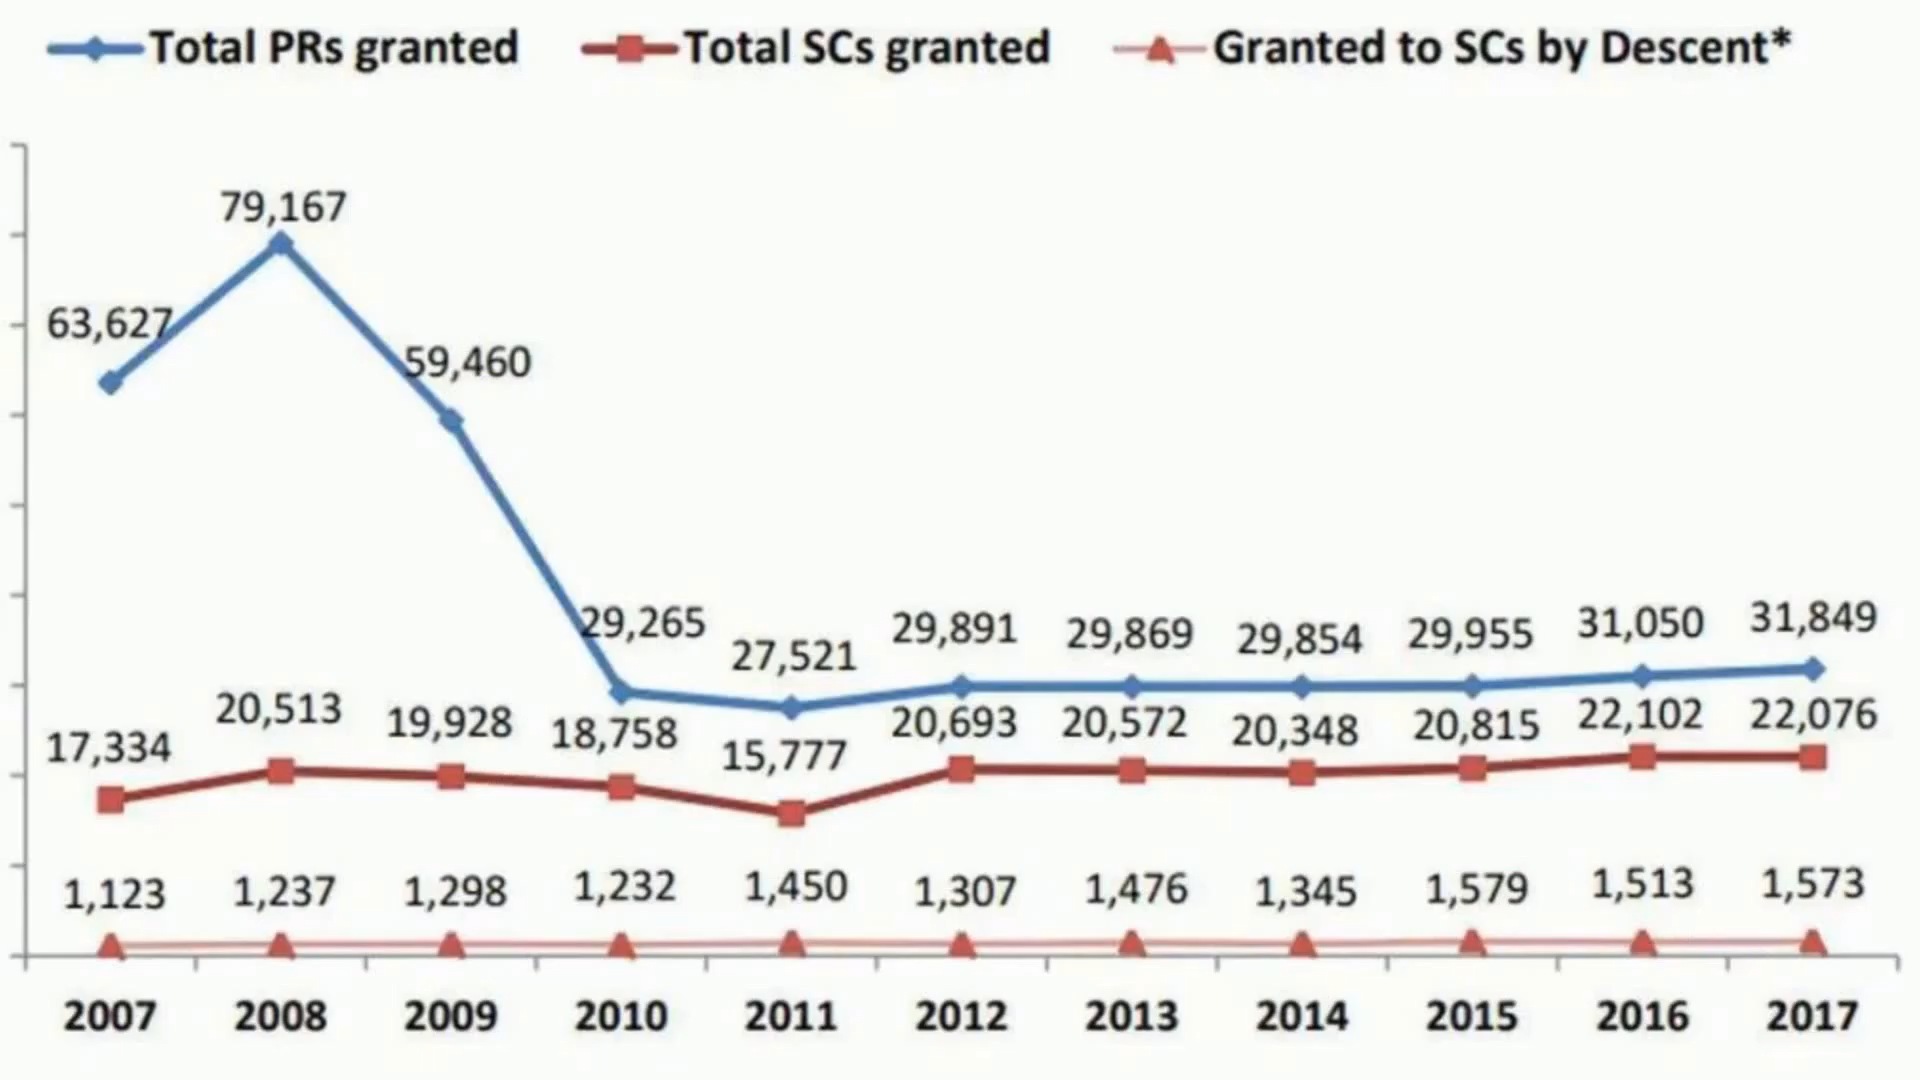 Total PRs granted Total SCs granted Granted to SCs by Descent*
79,167
63,627
59,460
29,265 27,521 29,891 29,869 29,854 29,955 31,050 31,849
17,334 20,513 19,928 18,758 15,777 20,693 20,572 20,348 20,815 22,102 22,076
1,123 1,237 1,298 1,232 1,450 1,307 1,476 1,345 1,579 1,513 1,573
2007 2008 2009 2010 2011 2012 2013 2014 2015 2016 2017